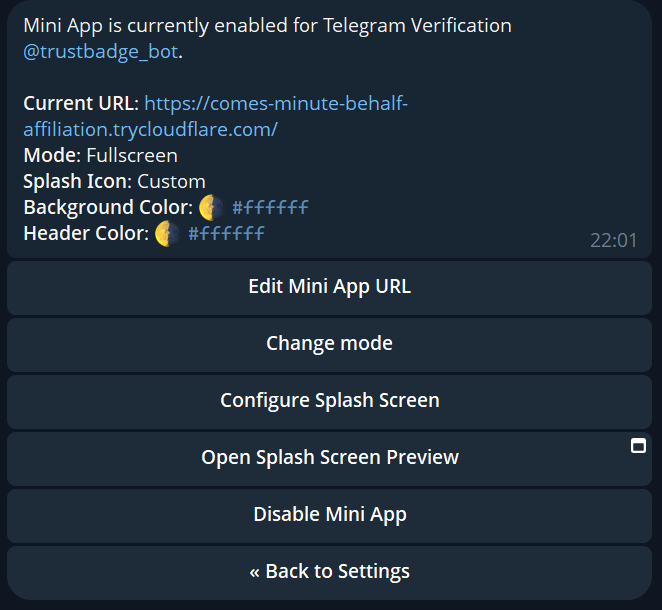 Mini App is currently enabled for Telegram Verification
@trustbadge_bot.
Current URL: https://comes-minute-behalf-
affiliation.trycloudflare.com/
Mode: Fullscreen
Splash Icon: Custom
Background Color: 🌗 #ffffff
Header Color: 🌗 #ffffff
22:01
Edit Mini App URL
Change mode
Configure Splash Screen
Open Splash Screen Preview
Disable Mini App
« Back to Settings